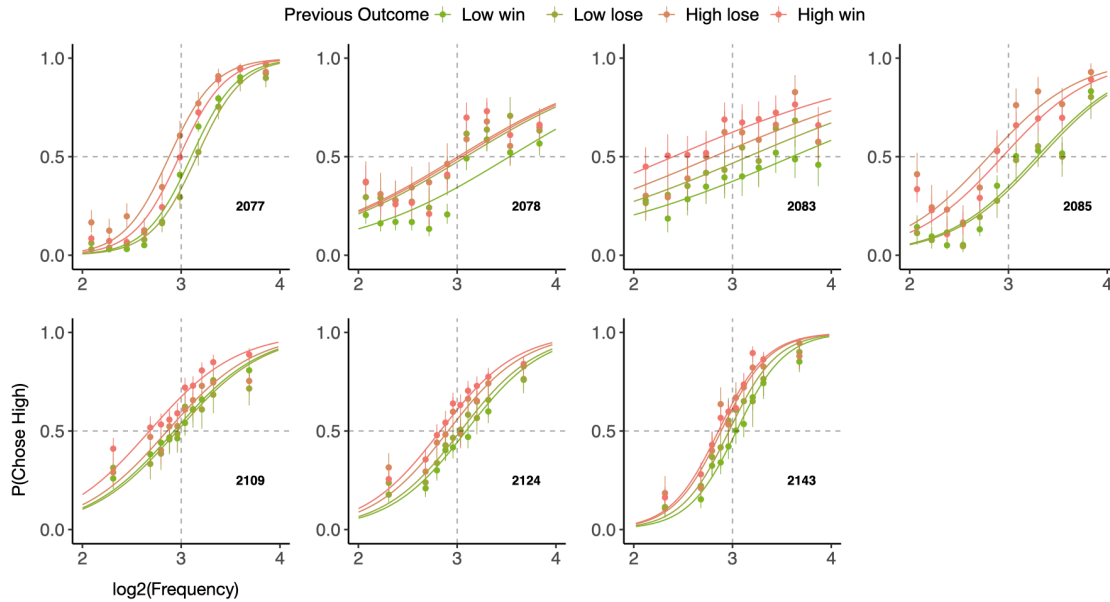 Previous Outcome Low win Low lose High lose High win
1.0 1.0 1.0 1.0
0.5 0.5 0.5 0.5
2077 2078 2083 2085
0.0 0.0 0.0 0.0
2 3 4 2 3 4 2 3 4 2 3 4
1.0 1.0 1.0
0.5 0.5 0.5
2109 2124 2143
0.0 0.0 0.0
2 3 4 2 3 4 2 3 4
P(Chose High)
log2(Frequency)